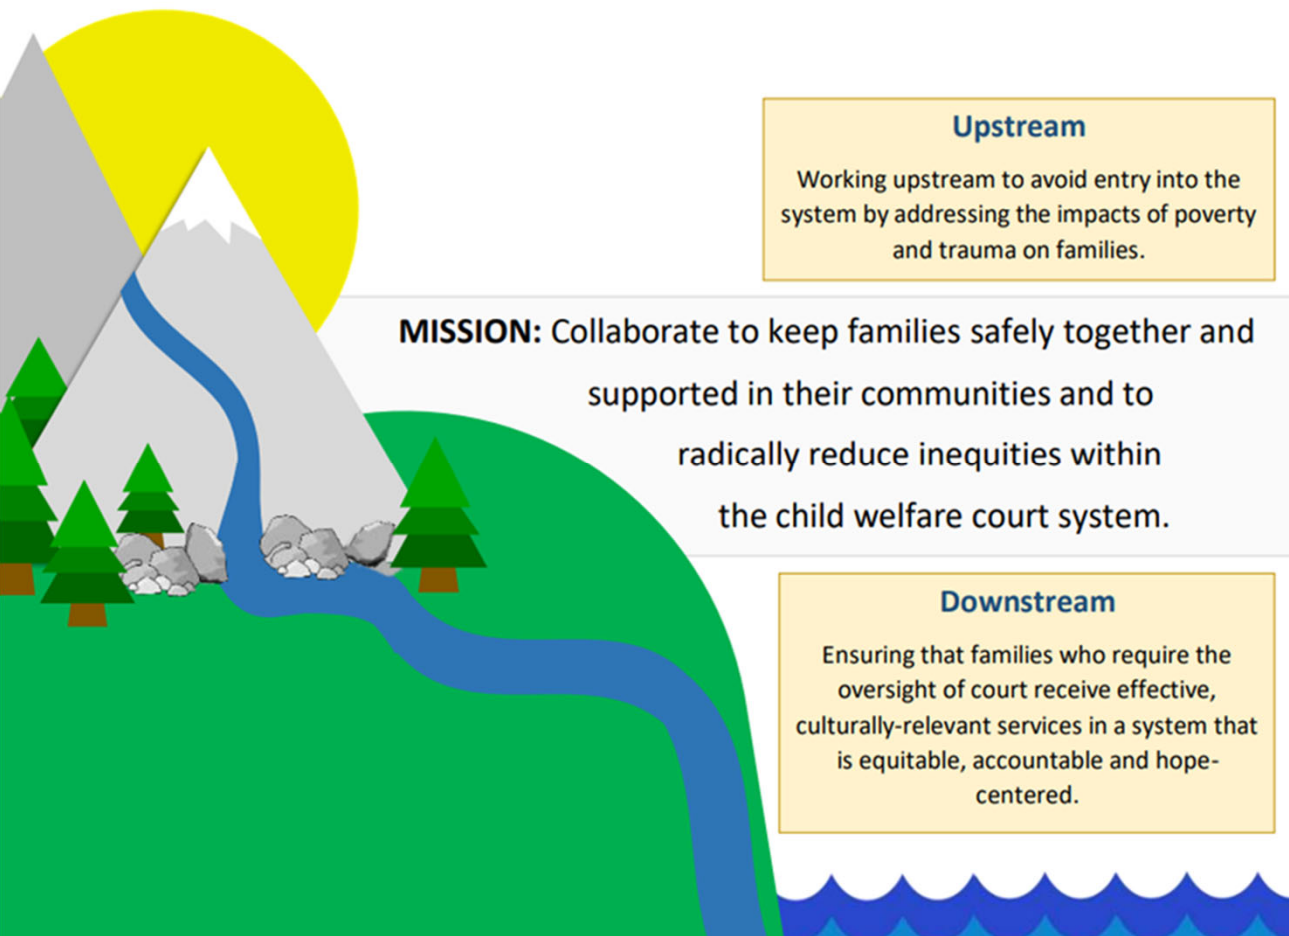 Upstream
Working upstream to avoid entry into the
system by addressing the impacts of poverty
and trauma on families.
MISSION: Collaborate to keep families safely together and
supported in their communities and to
radically reduce inequities within
the child welfare court system.
Downstream
Ensuring that families who require the
oversight of court receive effective,
culturally-relevant services in a system that
is equitable, accountable and hope-
centered.